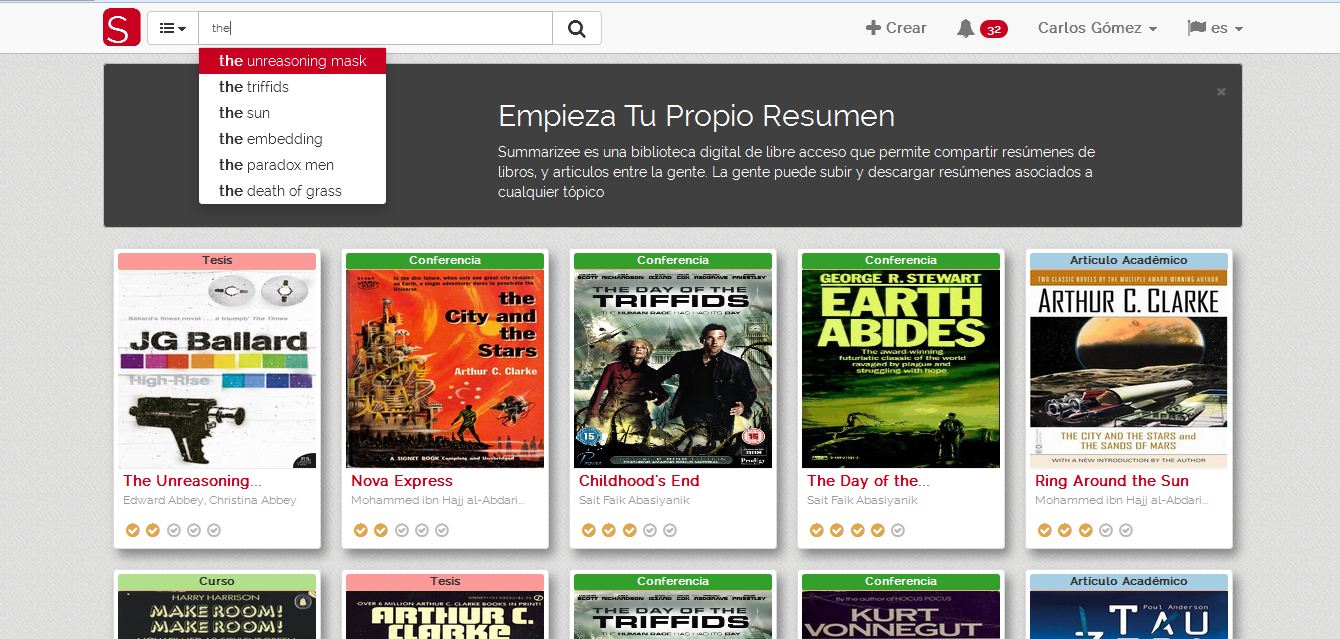 S
the
Crear
32
Carlos Gómez
es
the unreasoning mask
the triffids
the sun
the embedding
the paradox men
the death of grass
×
Empieza Tu Propio Resumen
Summarizee es una biblioteca digital de libre acceso que permite compartir resúmenes de
libros, y articulos entre la gente. La gente puede subir y descargar resúmenes asociados a
cualquier tópico
Tesis
Ballard's finest novel . . . a triumph' The Times
JG Ballard
High-Rise
The Unreasoning...
Edward Abbey, Christina Abbey
Conferencia
In the dim future, when only one great city remains
on Earth, a single adventurer dares to penetrate the
Universe
the
City and
the
Stars
Arthur C. Clarke
A SIGNET BOOK Complete and Unabridged
Nova Express
Mohammed ibn Hajj al-Abdari...
Conferencia
SCOTT RICHARDSON IZZARD COX REDGRAVE PRIESTLEY
THE DAY OF THE
TRIFFIDS
THE HUMAN RACE HAS HAD ITS DAY
15
15
BBC
Childhood's End
Sait Faik Abasiyanik
Conferencia
GEORGE R. STEWART
EARTH
ABIDES
The award-winning
futuristic classic of the world
ravaged by plague and
struggling with hope
The Day of the...
Sait Faik Abasiyanik
Artículo Académico
TWO CLASSIC NOVELS BY THE MULTIPLE AWARD-WINNING AUTHOR
ARTHUR C. CLARKE
THE CITY AND THE STARS and
THE SANDS OF MARS
WITH A NEW INTRODUCTION BY THE AUTHOR
Ring Around the Sun
Mohammed ibn Hajj al-Abdari...
Curso
HARRY HARRISON
MAKE ROOM!
MAKE ROOM!
Tesis
OVER 6 MILLION ARTHUR C. CLARKE BOOKS IN PRINT!
ARTHUR C.
CLARKE
Conferencia
SCOTT RICHARDSON IZZARD COX REDGRAVE PRIESTLEY
THE DAY OF THE
TRIFFIDS
Conferencia
By the author of HOCUS POCUS
KURT
VONNEGUT
Artículo Académico
Poul Anderson
TAU